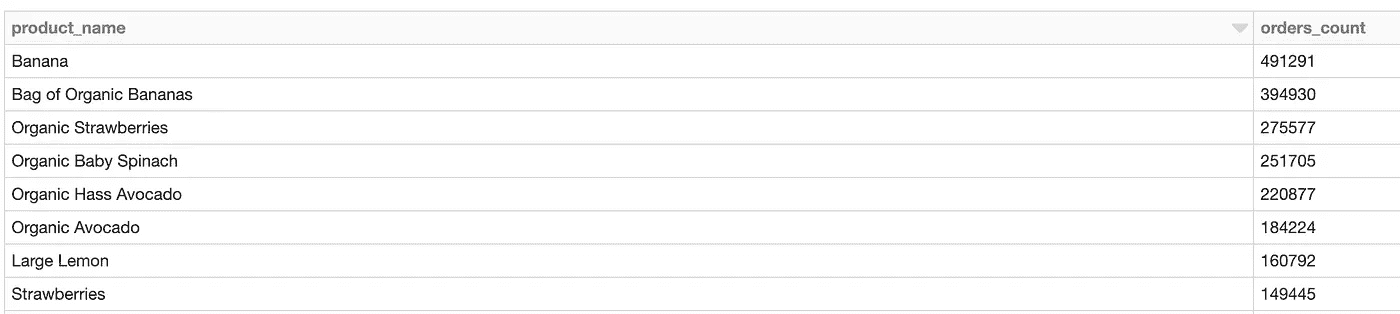 product_name orders_count
Banana 491291
Bag of Organic Bananas 394930
Organic Strawberries 275577
Organic Baby Spinach 251705
Organic Hass Avocado 220877
Organic Avocado 184224
Large Lemon 160792
Strawberries 149445